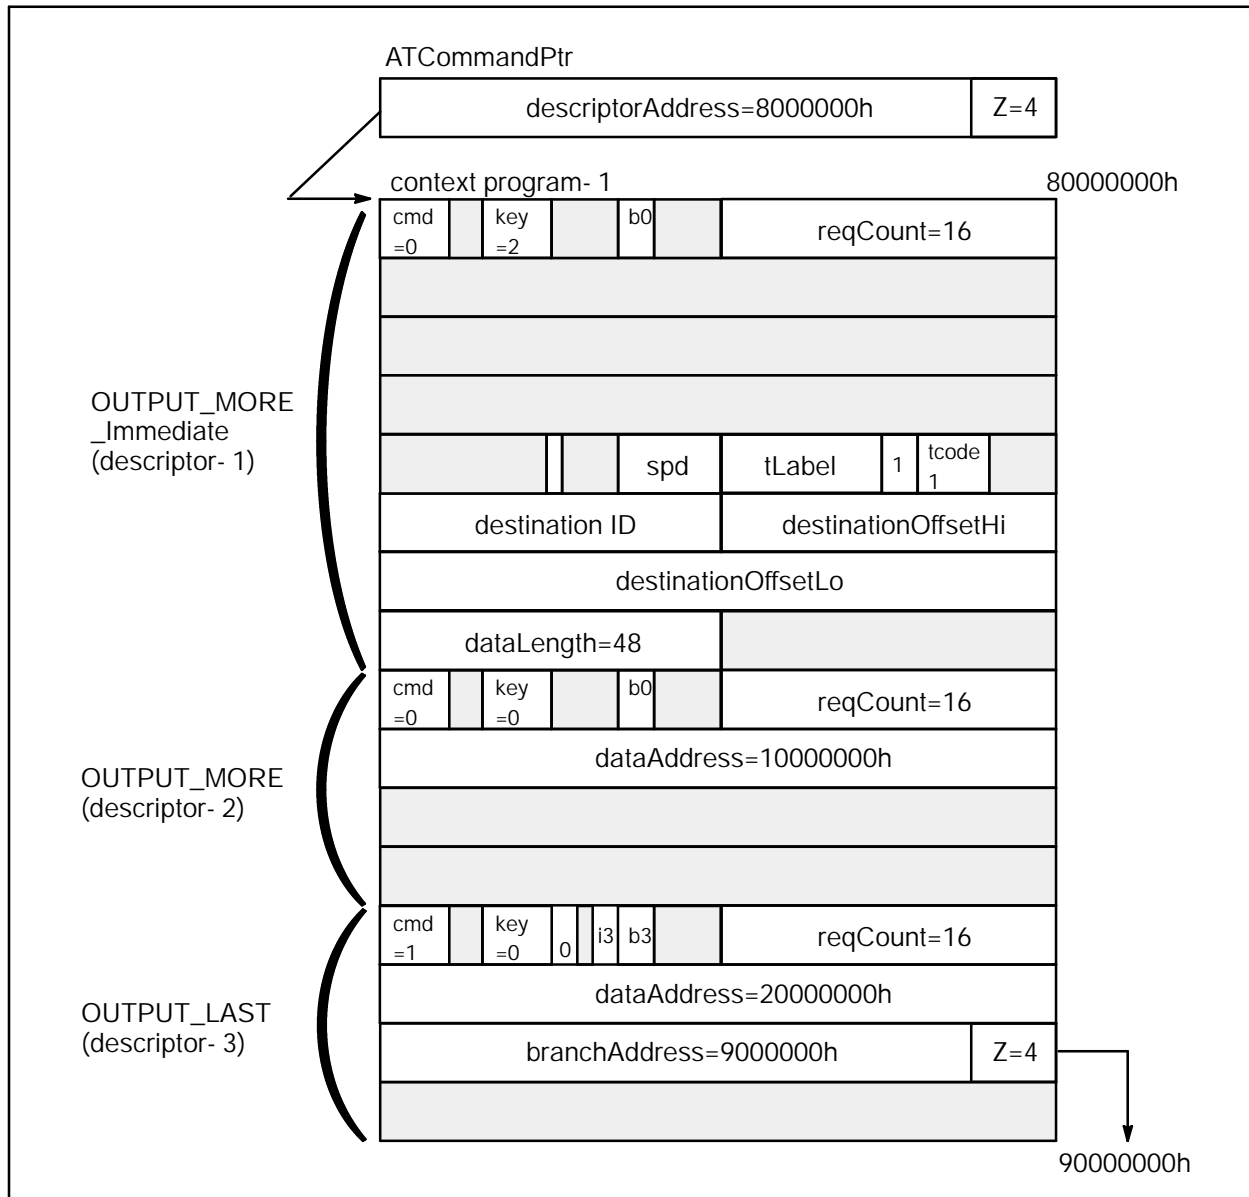 ATCommandPtr
descriptorAddress=8000000h Z=4
context program- 1 80000000h
cmd =0 key =2 b0 reqCount=16
OUTPUT_MORE
_Immediate
(descriptor- 1)
spd tLabel 1 tcode 1
destination ID destinationOffsetHi
destinationOffsetLo
dataLength=48
cmd =0 key =0 b0 reqCount=16
dataAddress=10000000h
OUTPUT_MORE
(descriptor- 2)
cmd =1 key =0 0 i3 b3 reqCount=16
dataAddress=20000000h
OUTPUT_LAST
(descriptor- 3)
branchAddress=9000000h Z=4
90000000h